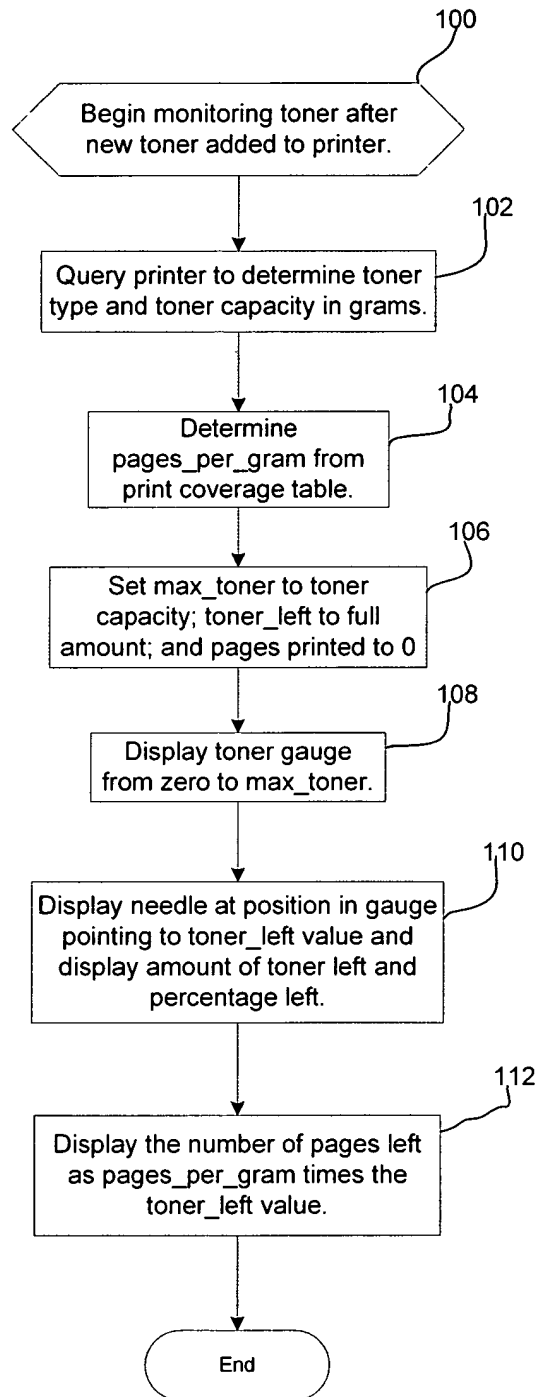 100
Begin monitoring toner after
new toner added to printer.
102
Query printer to determine toner
type and toner capacity in grams.
104
Determine
pages_per_gram from
print coverage table.
106
Set max_toner to toner
capacity; toner_left to full
amount; and pages printed to 0
108
Display toner gauge
from zero to max_toner.
110
Display needle at position in gauge
pointing to toner_left value and
display amount of toner left and
percentage left.
112
Display the number of pages left
as pages_per_gram times the
toner_left value.
End